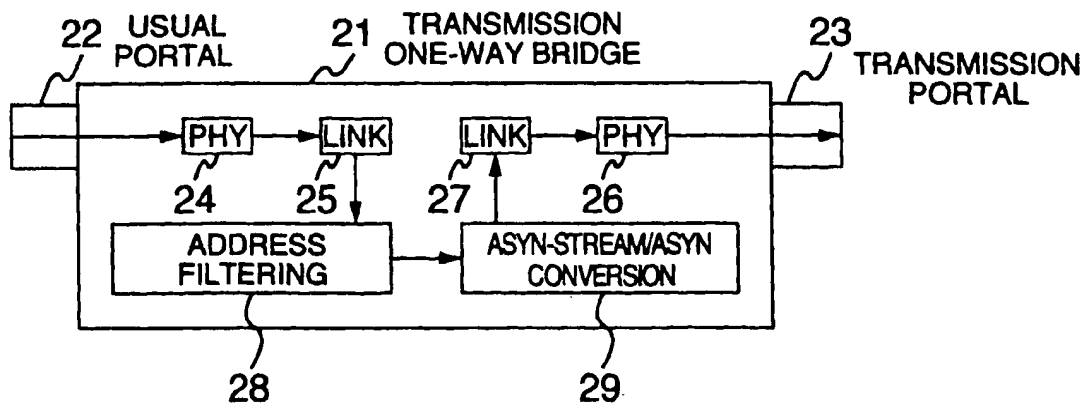 22 USUAL PORTAL
21 TRANSMISSION ONE-WAY BRIDGE
23
TRANSMISSION PORTAL
PHY
LINK
LINK
PHY
24
25
27
26
ADDRESS FILTERING
ASYN-STREAM/ASYN CONVERSION
28
29